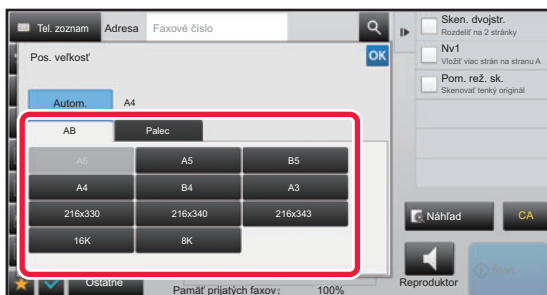 Tel. zoznam
Adresa
Faxové číslo
Pos. veľkosť
OK
Autom.
A4
AB
Palec
A6
A5
B5
A4
B4
A3
216x330
216x340
216x343
16K
8K
Ostatné
Pamäť prijatých faxov:
100%
Sken. dvojstr.
Rozdeliť na 2 stránky
Nv1
Vložiť viac strán na stranu A
Pom. rež. sk.
Skenovať tenký originál
Náhľad
CA
Reproduktor
Štart